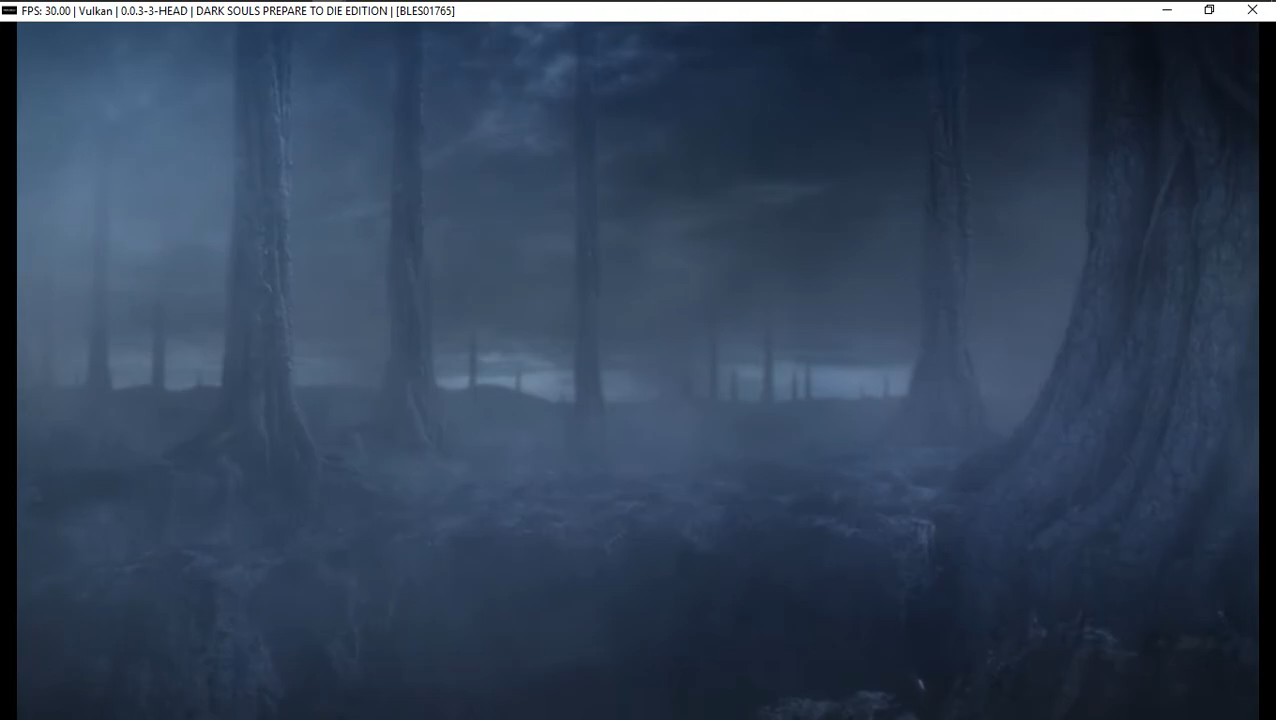 FPS: 30.00 | Vulkan | 0.0.3-3-HEAD | DARK SOULS PREPARE TO DIE EDITION | [BLES01765]